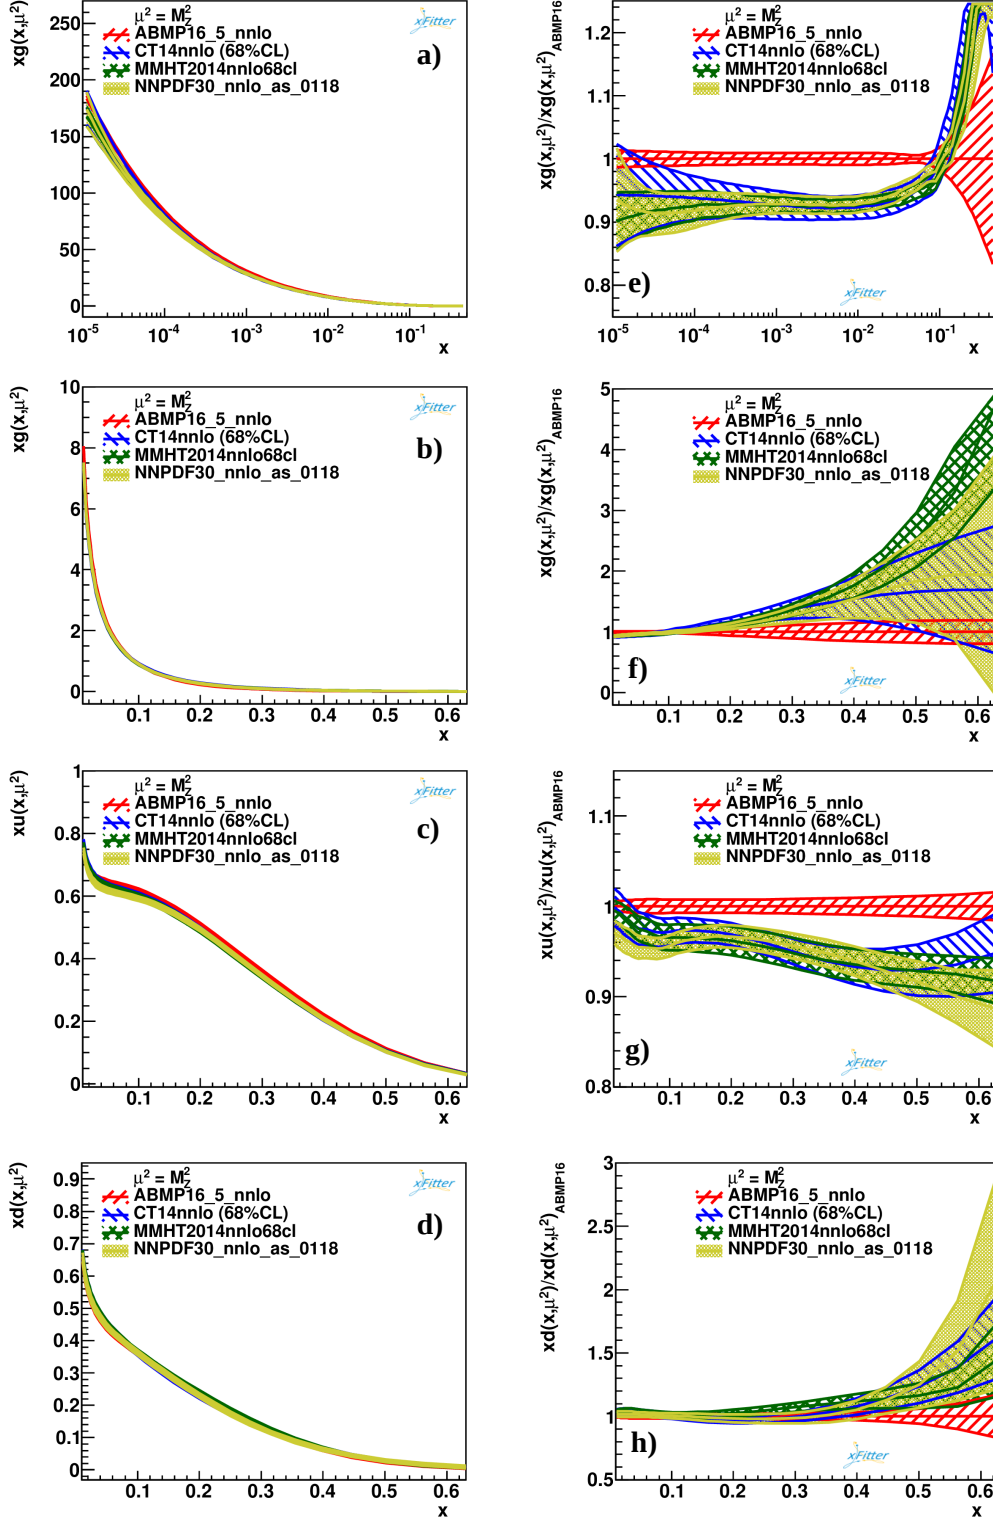 xg(x,μ²)
μ² = M_Z²
ABMP16_5_nnlo
CT14nnlo (68%CL)
MMHT2014nnlo68cl
NNPDF30_nnlo_as_0118
xFitter
a)
250
200
150
100
50
0
10⁻⁵ 10⁻⁴ 10⁻³ 10⁻² 10⁻¹
x
xg(x,μ²)/xg(x,μ²)_ABMP16
μ² = M_Z²
ABMP16_5_nnlo
CT14nnlo (68%CL)
MMHT2014nnlo68cl
NNPDF30_nnlo_as_0118
1.2
1.1
1
0.9
0.8
e)
xFitter
10⁻⁵ 10⁻⁴ 10⁻³ 10⁻² 10⁻¹
x
xg(x,μ²)
μ² = M_Z²
ABMP16_5_nnlo
CT14nnlo (68%CL)
MMHT2014nnlo68cl
NNPDF30_nnlo_as_0118
xFitter
b)
10
8
6
4
2
0
0.1 0.2 0.3 0.4 0.5 0.6
x
xg(x,μ²)/xg(x,μ²)_ABMP16
μ² = M_Z²
ABMP16_5_nnlo
CT14nnlo (68%CL)
MMHT2014nnlo68cl
NNPDF30_nnlo_as_0118
5
4
3
2
1
0
f)
xFitter
0.1 0.2 0.3 0.4 0.5 0.6
x
xu(x,μ²)
μ² = M_Z²
ABMP16_5_nnlo
CT14nnlo (68%CL)
MMHT2014nnlo68cl
NNPDF30_nnlo_as_0118
xFitter
c)
1
0.8
0.6
0.4
0.2
0
0.1 0.2 0.3 0.4 0.5 0.6
x
xu(x,μ²)/xu(x,μ²)_ABMP16
μ² = M_Z²
ABMP16_5_nnlo
CT14nnlo (68%CL)
MMHT2014nnlo68cl
NNPDF30_nnlo_as_0118
1.1
1
0.9
0.8
g)
xFitter
0.1 0.2 0.3 0.4 0.5 0.6
x
xd(x,μ²)
μ² = M_Z²
ABMP16_5_nnlo
CT14nnlo (68%CL)
MMHT2014nnlo68cl
NNPDF30_nnlo_as_0118
xFitter
d)
0.9
0.8
0.7
0.6
0.5
0.4
0.3
0.2
0.1
0
0.1 0.2 0.3 0.4 0.5 0.6
x
xd(x,μ²)/xd(x,μ²)_ABMP16
μ² = M_Z²
ABMP16_5_nnlo
CT14nnlo (68%CL)
MMHT2014nnlo68cl
NNPDF30_nnlo_as_0118
3
2.5
2
1.5
1
0.5
h)
xFitter
0.1 0.2 0.3 0.4 0.5 0.6
x